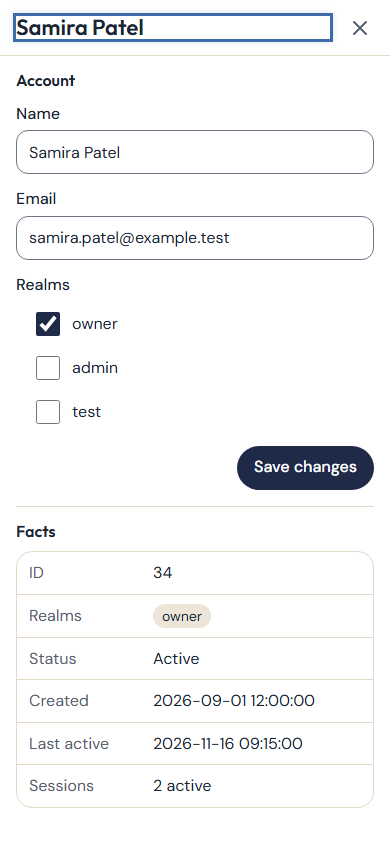 Samira Patel
Account
Name
Samira Patel
Email
samira.patel@example.test
Realms
owner
admin
test
Save changes
Facts
ID 34
Realms owner
Status Active
Created 2026-09-01 12:00:00
Last active 2026-11-16 09:15:00
Sessions 2 active